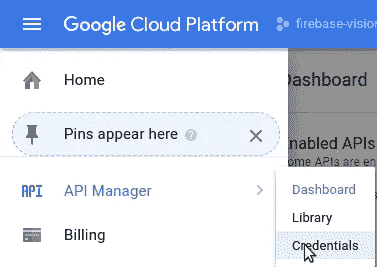 Google Cloud Platform
firebase-vision
Home
Dashboard
Pins appear here
Enabled APIs
ome APIs are en
API API Manager
Dashboard
Library
Billing
Credentials